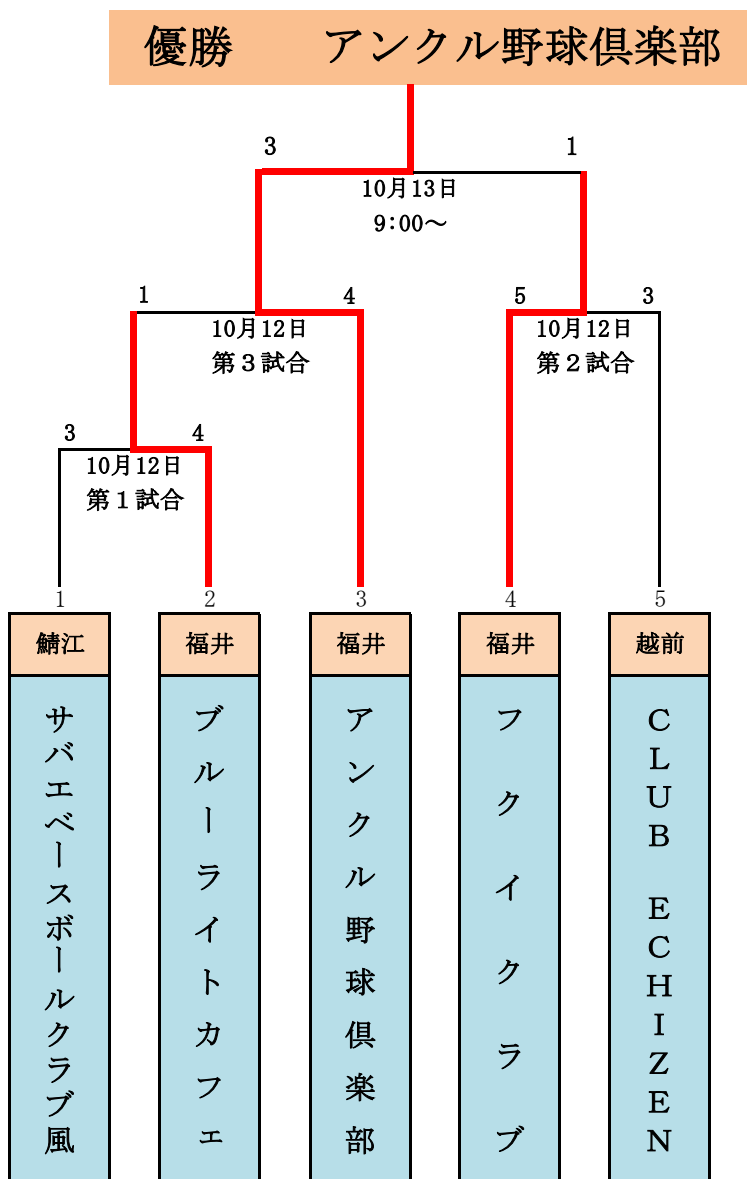 優勝　アンクル野球倶楽部
3
1
10月13日
9:00～
1
4
5
3
10月12日
第３試合
10月12日
第２試合
3
4
10月12日
第１試合
1
2
3
4
5
鯖江
福井
福井
福井
越前
サバエベースボールクラブ風
ブルーライトカフェ
アンクル野球倶楽部
フクイクラブ
ＣＬＵＢ　ＥＣＨＩＺＥＮ